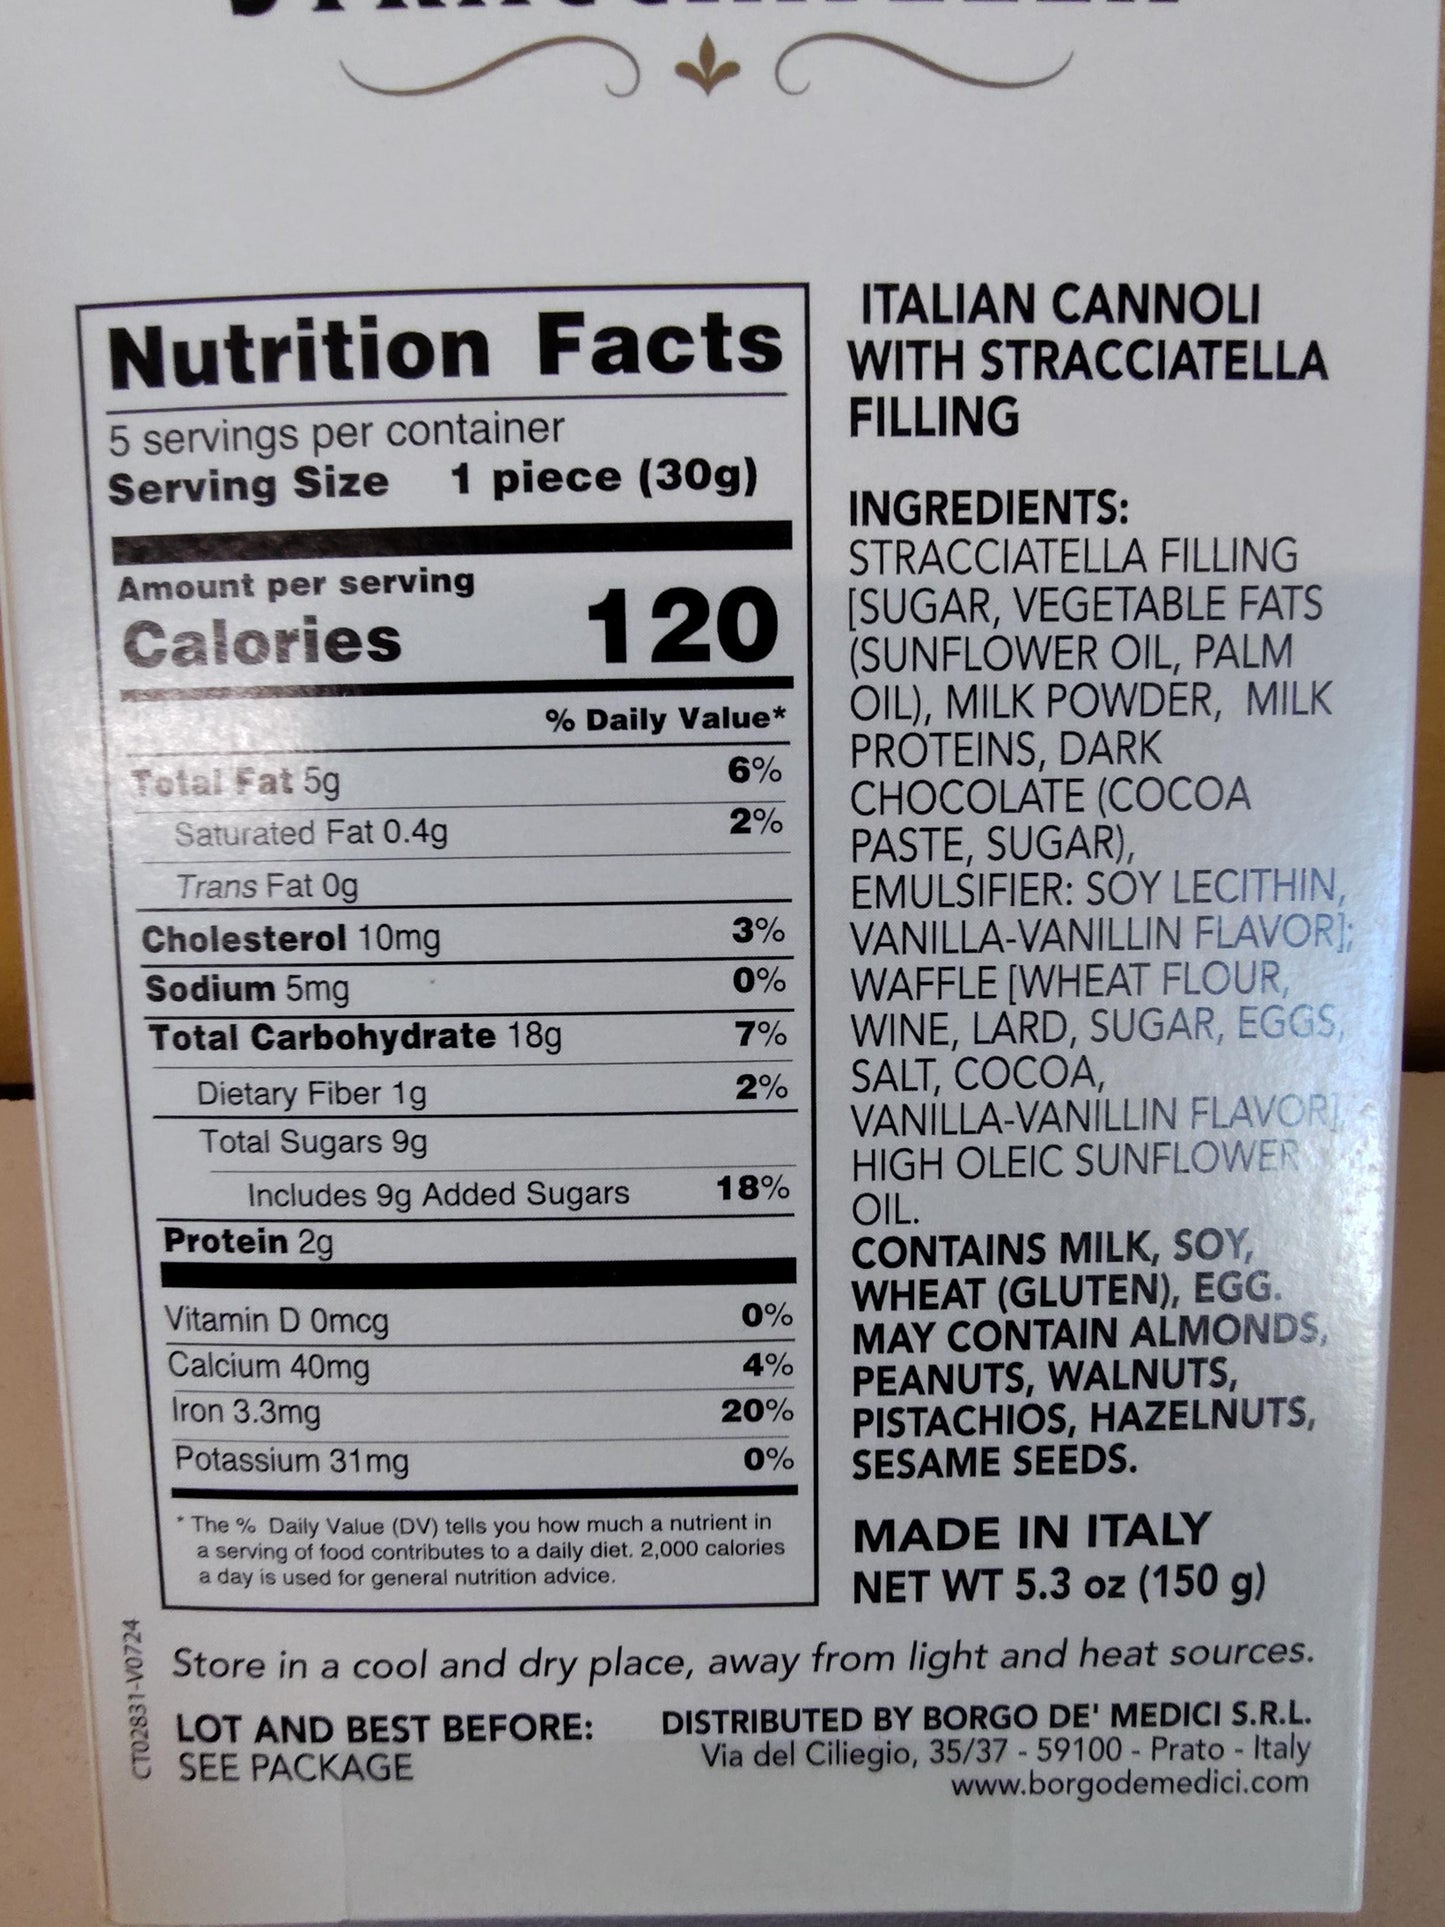 STRACCIATELLA
Nutrition Facts
5 servings per container
Serving Size 1 piece (30g)
Amount per serving
Calories 120
% Daily Value*
Total Fat 5g 6%
Saturated Fat 0.4g 2%
Trans Fat 0g
Cholesterol 10mg 3%
Sodium 5mg 0%
Total Carbohydrate 18g 7%
Dietary Fiber 1g 2%
Total Sugars 9g
Includes 9g Added Sugars 18%
Protein 2g
Vitamin D 0mcg 0%
Calcium 40mg 4%
Iron 3.3mg 20%
Potassium 31mg 0%
* The % Daily Value (DV) tells you how much a nutrient in
a serving of food contributes to a daily diet. 2,000 calories
a day is used for general nutrition advice.
ITALIAN CANNOLI
WITH STRACCIATELLA
FILLING
INGREDIENTS:
STRACCIATELLA FILLING
[SUGAR, VEGETABLE FATS
(SUNFLOWER OIL, PALM
OIL), MILK POWDER, MILK
PROTEINS, DARK
CHOCOLATE (COCOA
PASTE, SUGAR),
EMULSIFIER: SOY LECITHIN,
VANILLA-VANILLIN FLAVOR];
WAFFLE [WHEAT FLOUR,
WINE, LARD, SUGAR, EGGS,
SALT, COCOA,
VANILLA-VANILLIN FLAVOR],
HIGH OLEIC SUNFLOWER
OIL.
CONTAINS MILK, SOY,
WHEAT (GLUTEN), EGG.
MAY CONTAIN ALMONDS,
PEANUTS, WALNUTS,
PISTACHIOS, HAZELNUTS,
SESAME SEEDS.
MADE IN ITALY
NET WT 5.3 oz (150 g)
CT02831-V0724
Store in a cool and dry place, away from light and heat sources.
LOT AND BEST BEFORE:
SEE PACKAGE
DISTRIBUTED BY BORGO DE' MEDICI S.R.L.
Via del Ciliegio, 35/37 - 59100 - Prato - Italy
www.borgodemedici.com